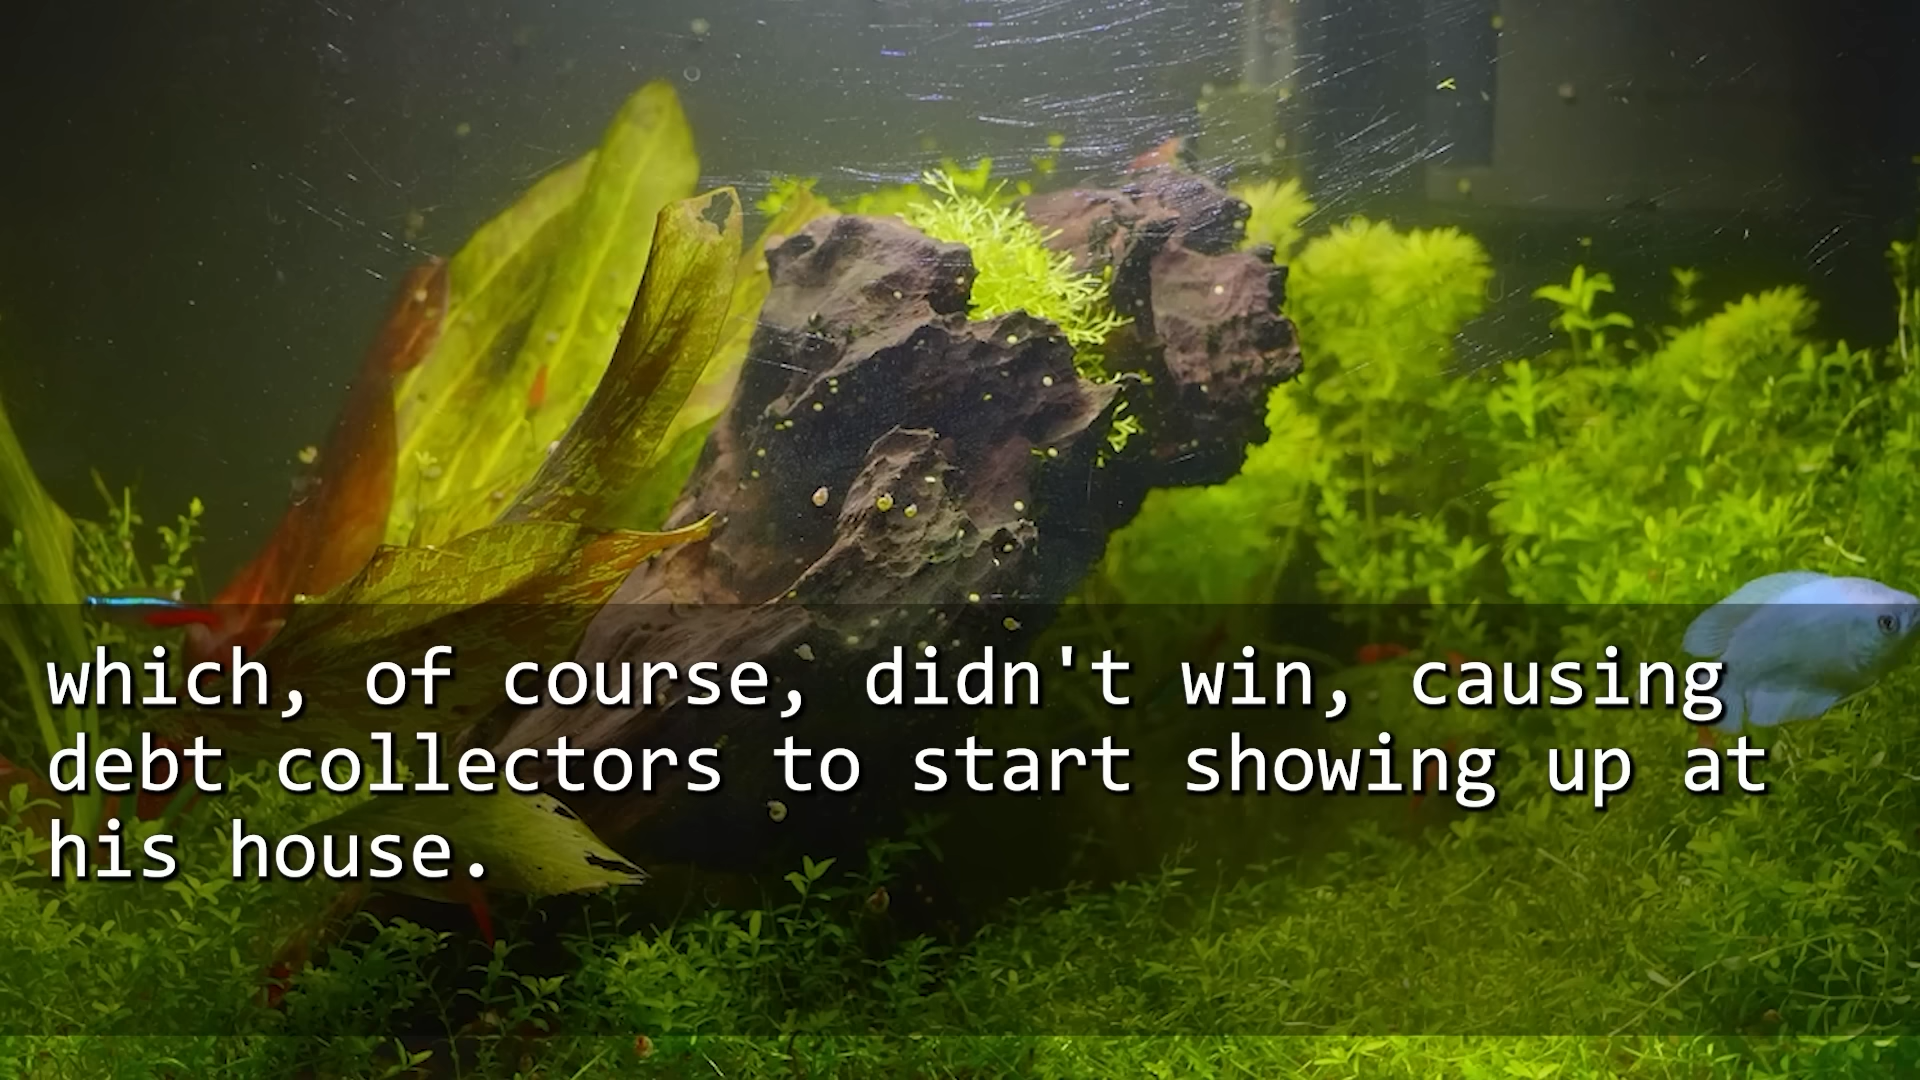 which, of course, didn't win, causing
debt collectors to start showing up at
his house.